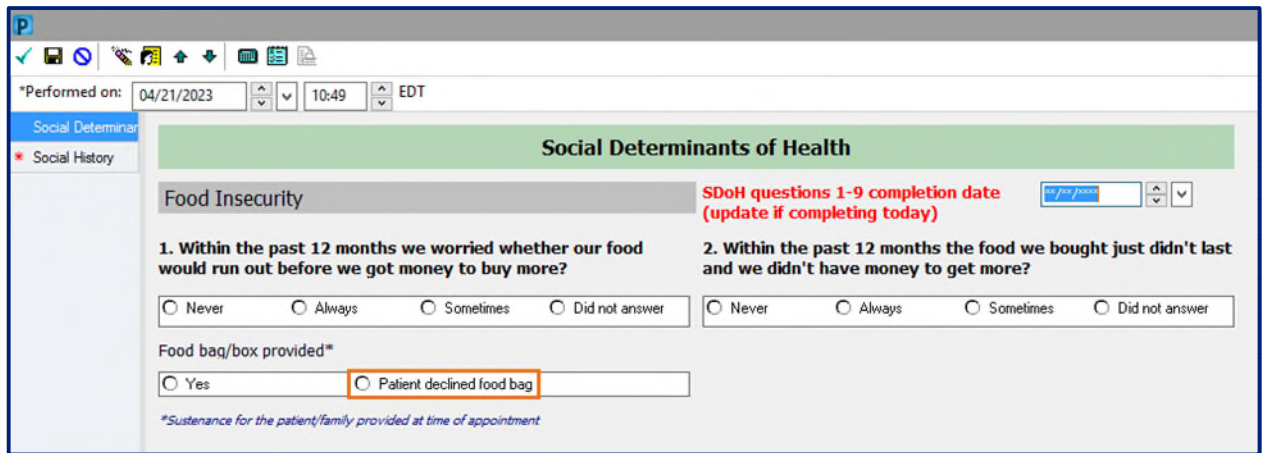 P
*Performed on: 04/21/2023 10:49 EDT
Social Determinar
* Social History
Social Determinants of Health
Food Insecurity
SDoH questions 1-9 completion date
(update if completing today)
**/**/****
1. Within the past 12 months we worried whether our food
would run out before we got money to buy more?
Never Always Sometimes Did not answer
2. Within the past 12 months the food we bought just didn't last
and we didn't have money to get more?
Never Always Sometimes Did not answer
Food bag/box provided*
Yes Patient declined food bag
*Sustenance for the patient/family provided at time of appointment